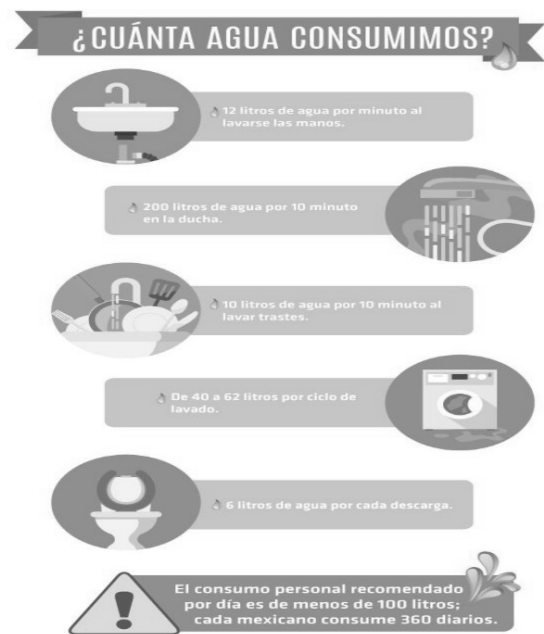 ¿CUÁNTA AGUA CONSUMIMOS?
12 litros de agua por minuto al
lavarse las manos.
200 litros de agua por 10 minuto
en la ducha.
10 litros de agua por 10 minuto al
lavar trastes.
De 40 a 62 litros por ciclo de
lavado.
6 litros de agua por cada descarga.
El consumo personal recomendado
por día es de menos de 100 litros;
cada mexicano consume 360 diarios.